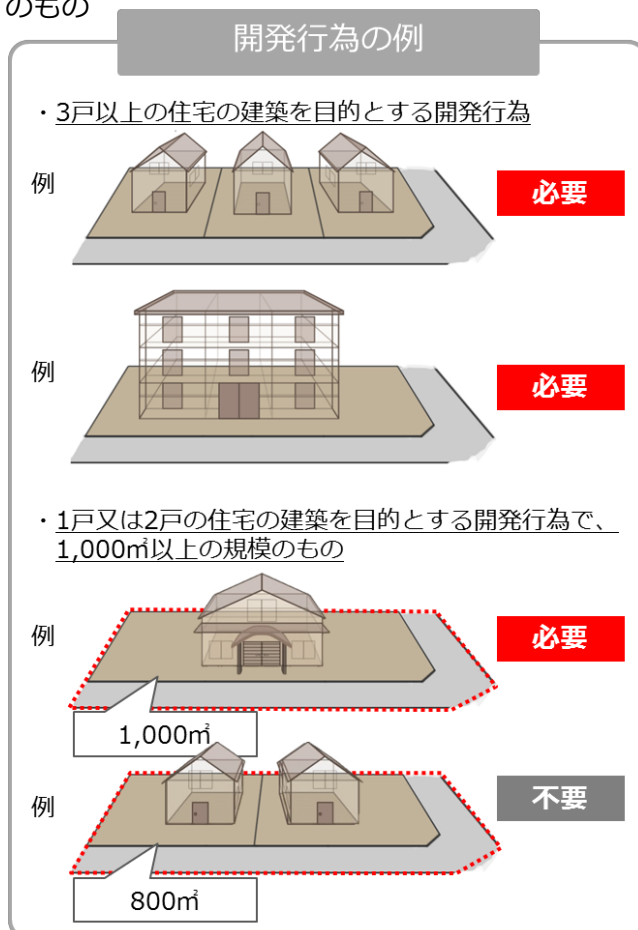 のもの
開発行為の例
・3戸以上の住宅の建築を目的とする開発行為
例
必要
例
必要
・1戸又は2戸の住宅の建築を目的とする開発行為で、
1,000㎡以上の規模のもの
例
必要
1,000㎡
例
不要
800㎡